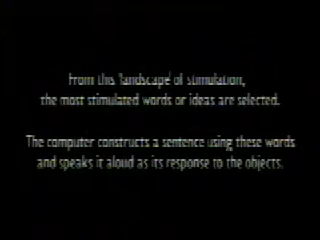 From this 'landscape' of stimulation,
the most stimulated words or ideas are selected.
The computer constructs a sentence using these words
and speaks it aloud as its response to the objects.